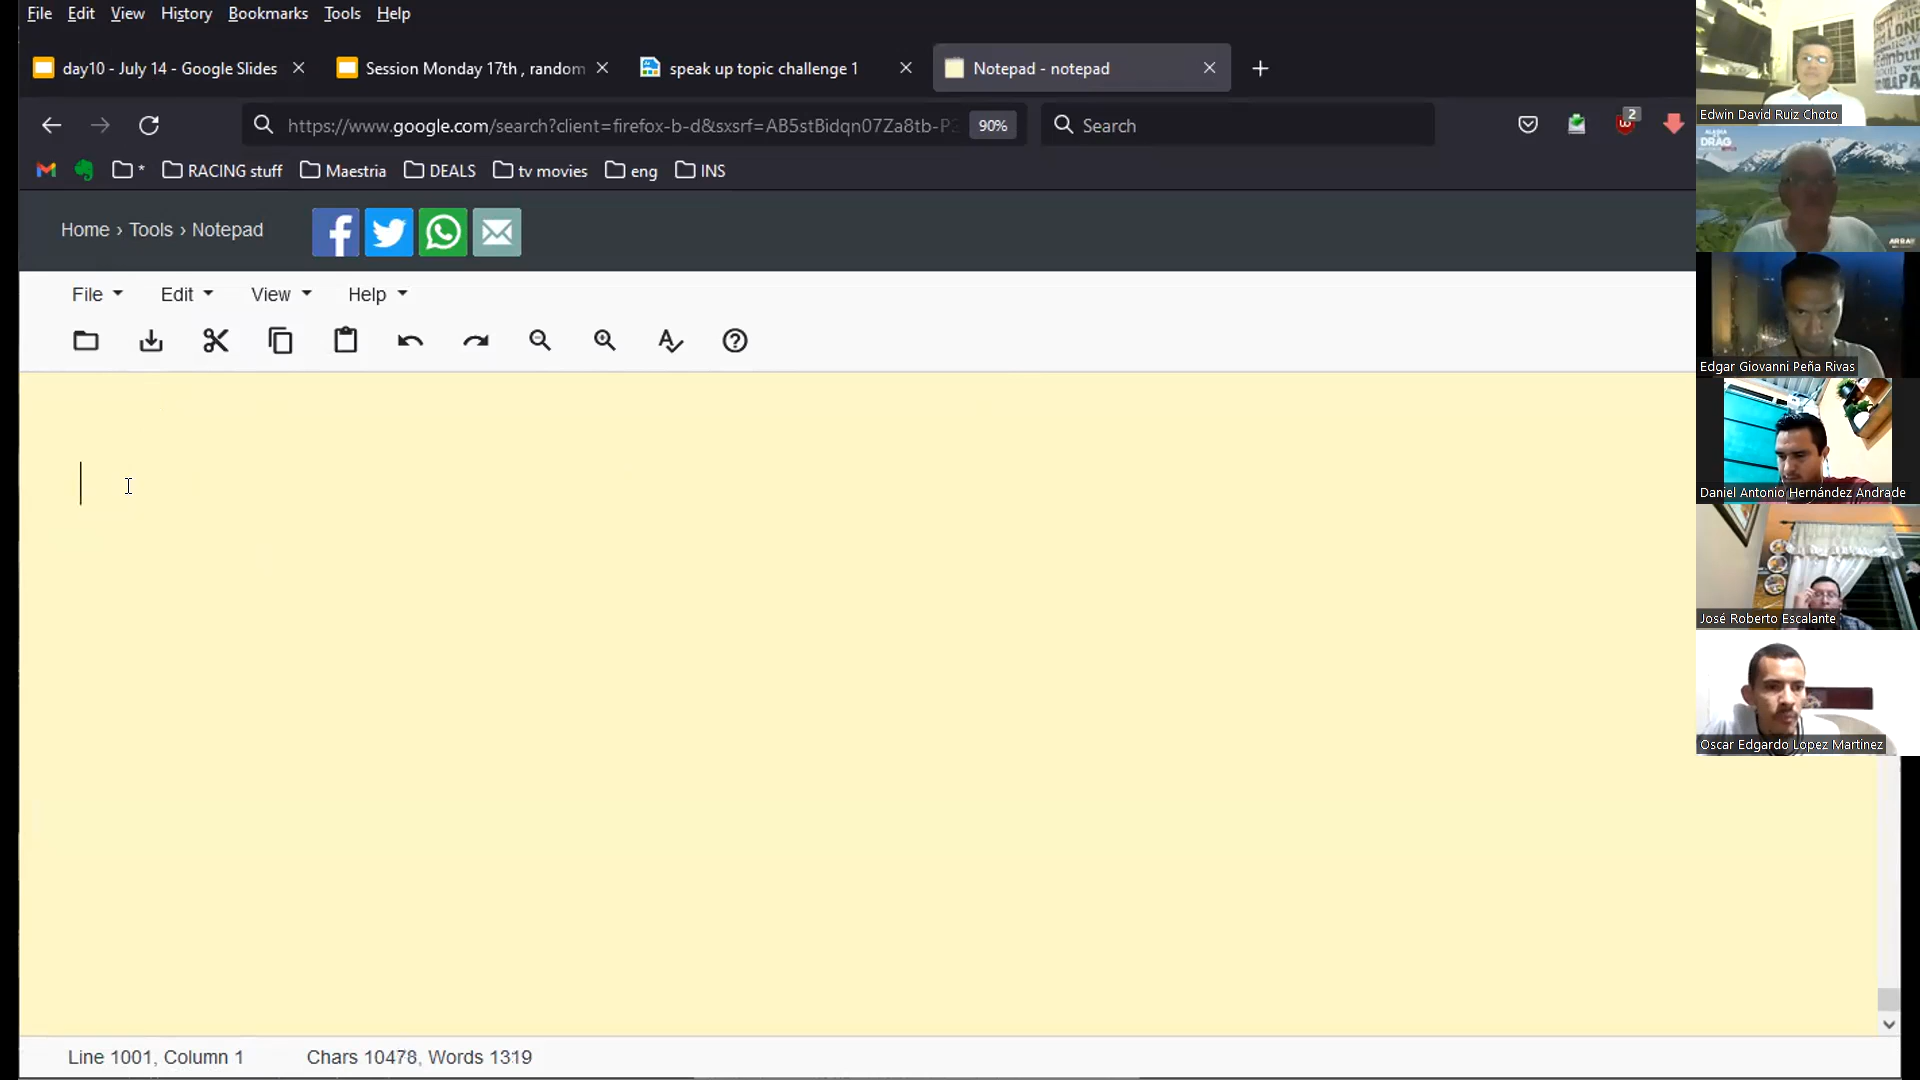 File Edit View History Bookmarks Tools Help
day10 - July 14 - Google Slides
Session Monday 17th , random
speak up topic challenge 1
Notepad - notepad
https://www.google.com/search?client=firefox-b-d&sxsrf=AB5stBidqn07Za8tb-P
90%
Search
2
*
RACING stuff
Maestria
DEALS
tv movies
eng
INS
Home › Tools › Notepad
File Edit View Help
Line 1001, Column 1
Chars 10478, Words 1319
Edwin David Ruiz Choto
ALASKA
DRAG
Edgar Giovanni Peña Rivas
Daniel Antonio Hernández Andrade
José Roberto Escalante
Oscar Edgardo Lopez Martinez